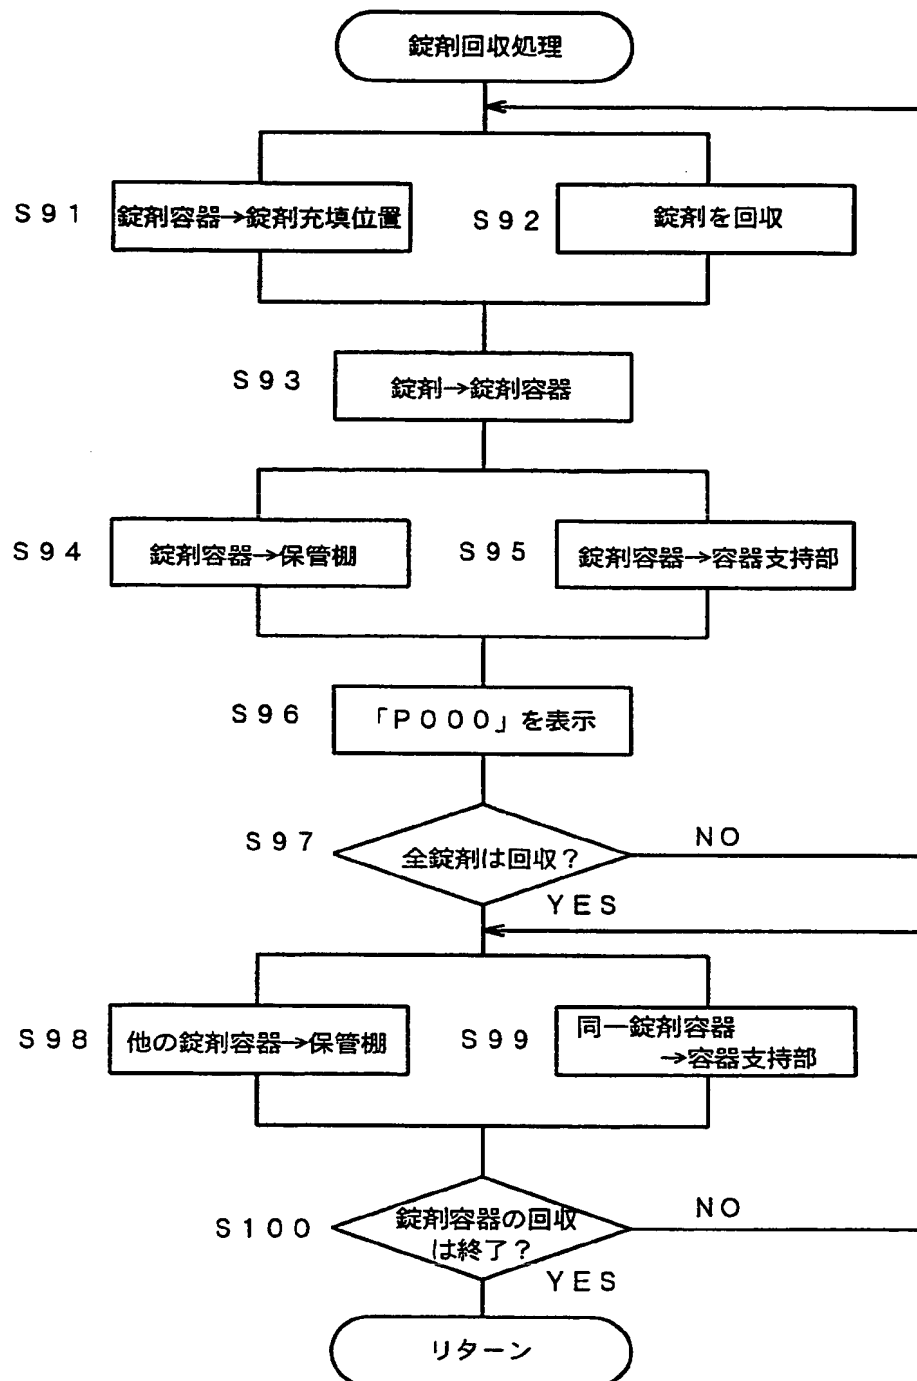 錠剤回収処理
S91
錠剤容器→錠剤充填位置
S92
錠剤を回収
S93
錠剤→錠剤容器
S94
錠剤容器→保管棚
S95
錠剤容器→容器支持部
S96
「P000」を表示
S97
全錠剤は回収?
NO
YES
S98
他の錠剤容器→保管棚
S99
同一錠剤容器
→容器支持部
S100
錠剤容器の回収
は終了?
NO
YES
リターン